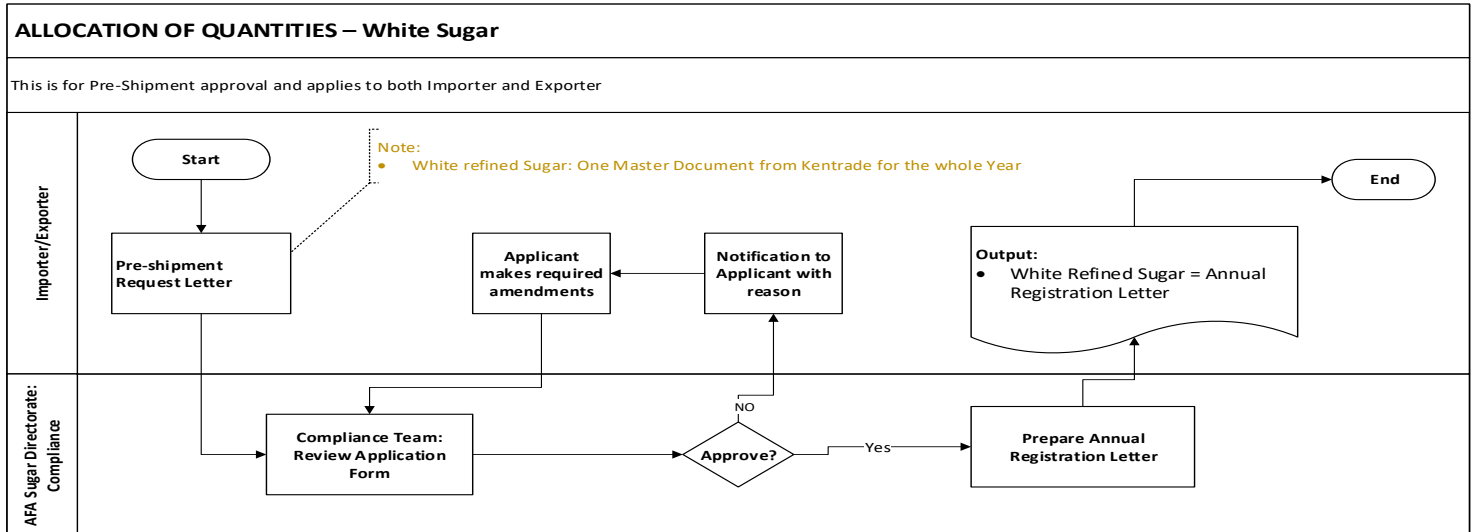 ALLOCATION OF QUANTITIES – White Sugar
This is for Pre-Shipment approval and applies to both Importer and Exporter
Importer/Exporter
Start
Note:
• White refined Sugar: One Master Document from Kentrade for the whole Year
End
Pre-shipment
Request Letter
Applicant
makes required
amendments
Notification to
Applicant with
reason
Output:
• White Refined Sugar = Annual
Registration Letter
AFA Sugar Directorate:
Compliance
Compliance Team:
Review Application
Form
NO
Approve?
Yes
Prepare Annual
Registration Letter